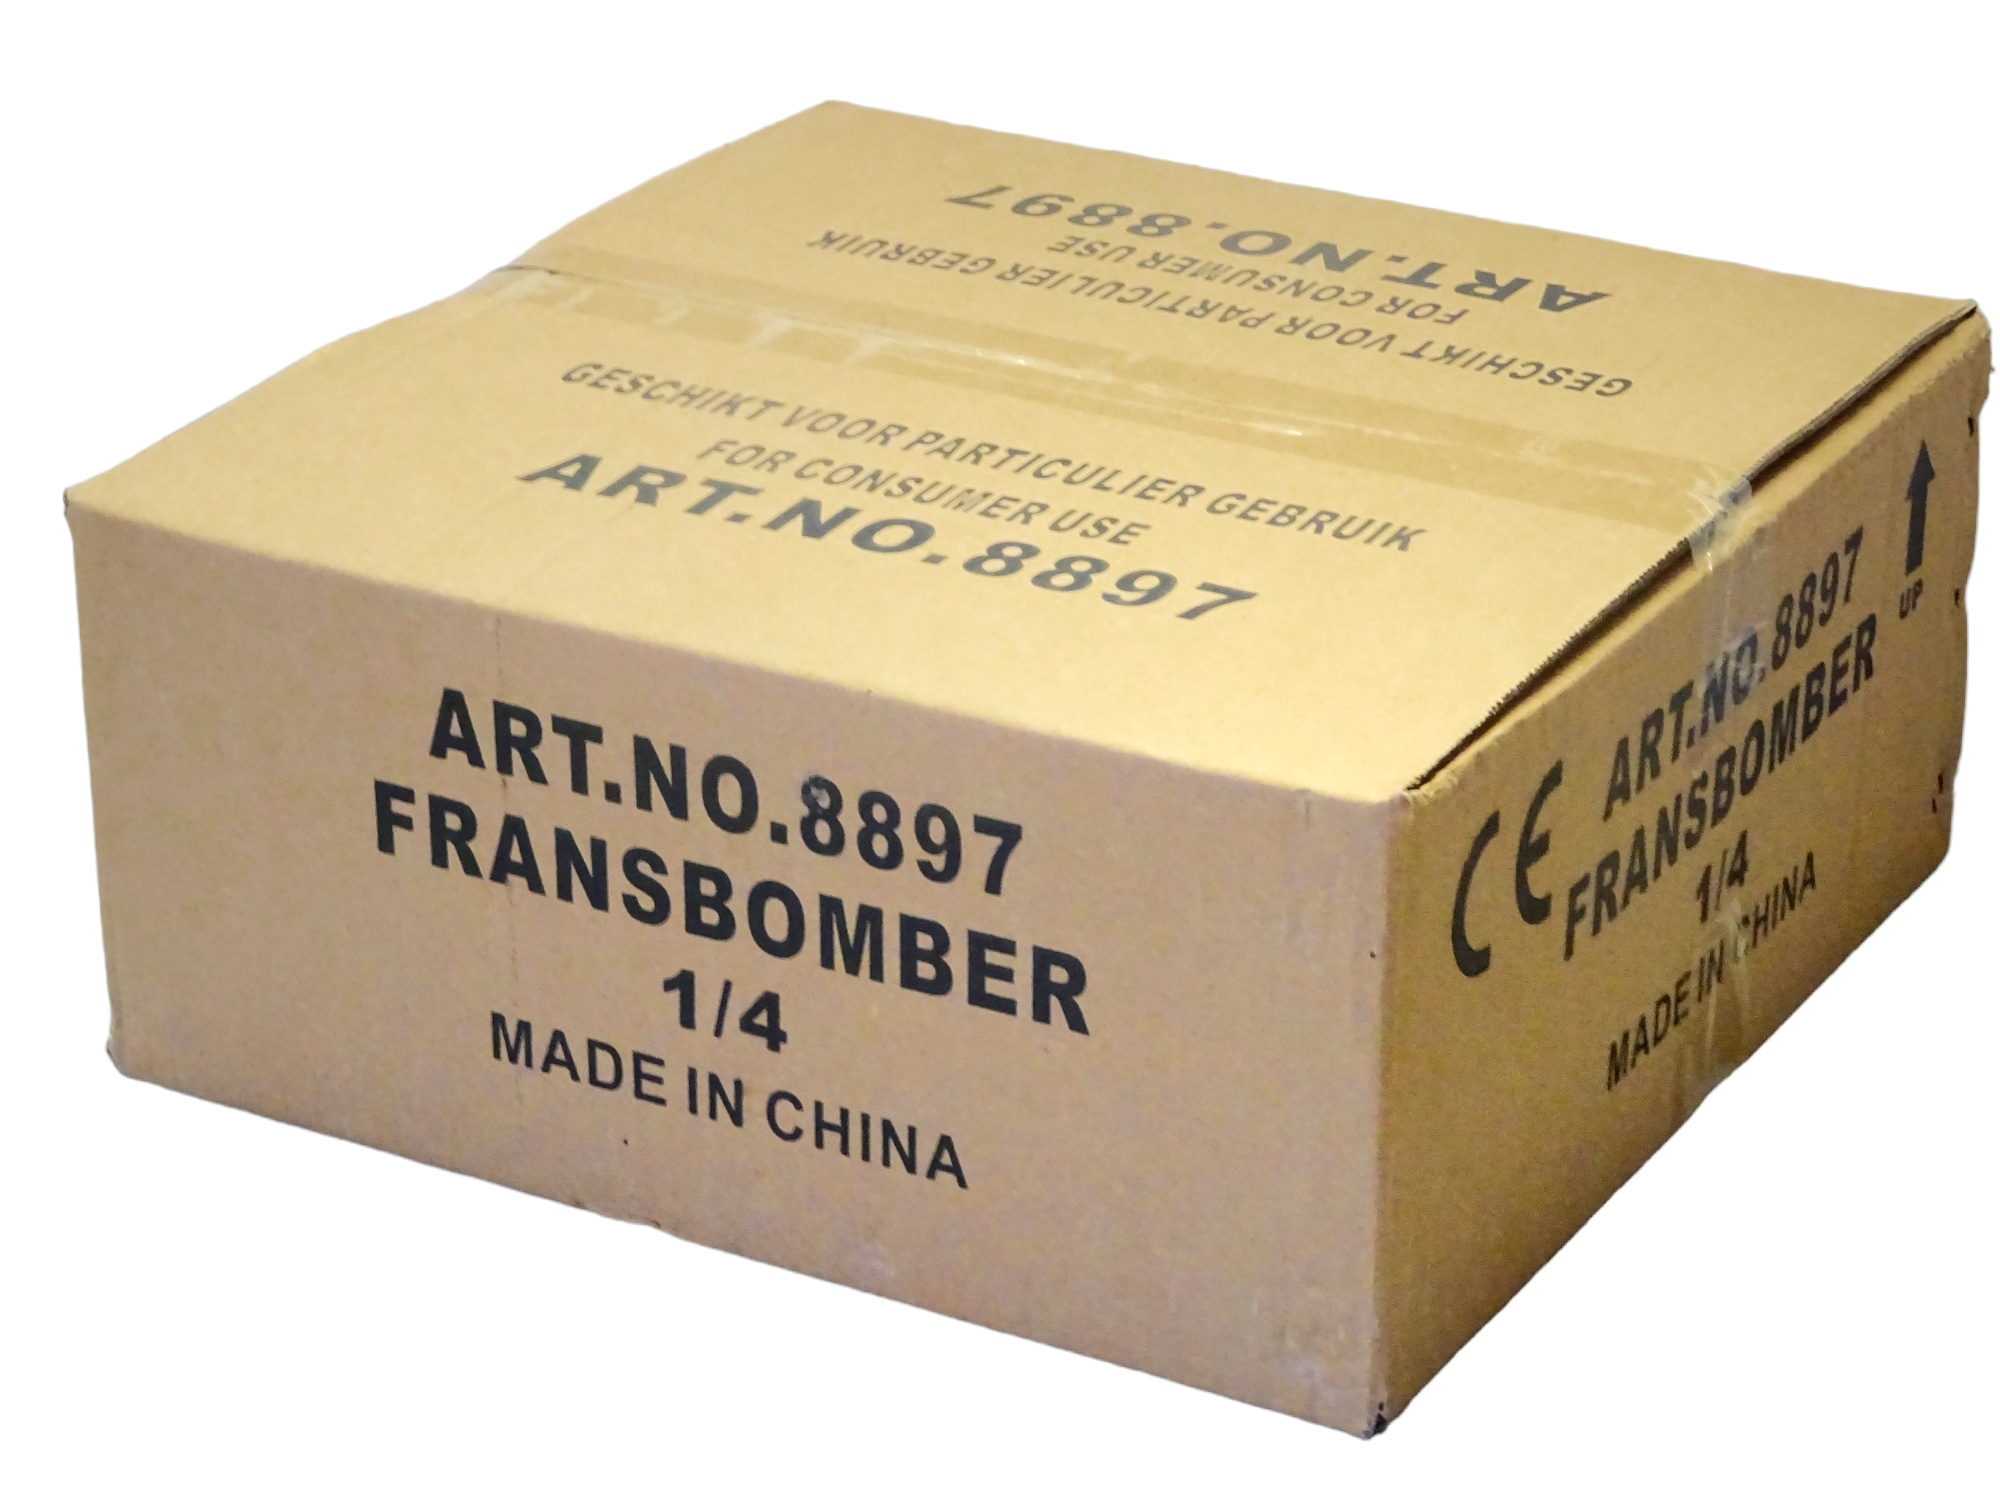 ART.NO.8897
FOR CONSUMER USE
GESCHIKT VOOR PARTICULIER GEBRUIK
GESCHIKT VOOR PARTICULIER GEBRUIK
FOR CONSUMER USE
ART.NO.8897
ART.NO.8897
FRANSBOMBER
1/4
MADE IN CHINA
UP
CE
ART.NO.8897
FRANSBOMBER
1/4
MADE IN CHINA